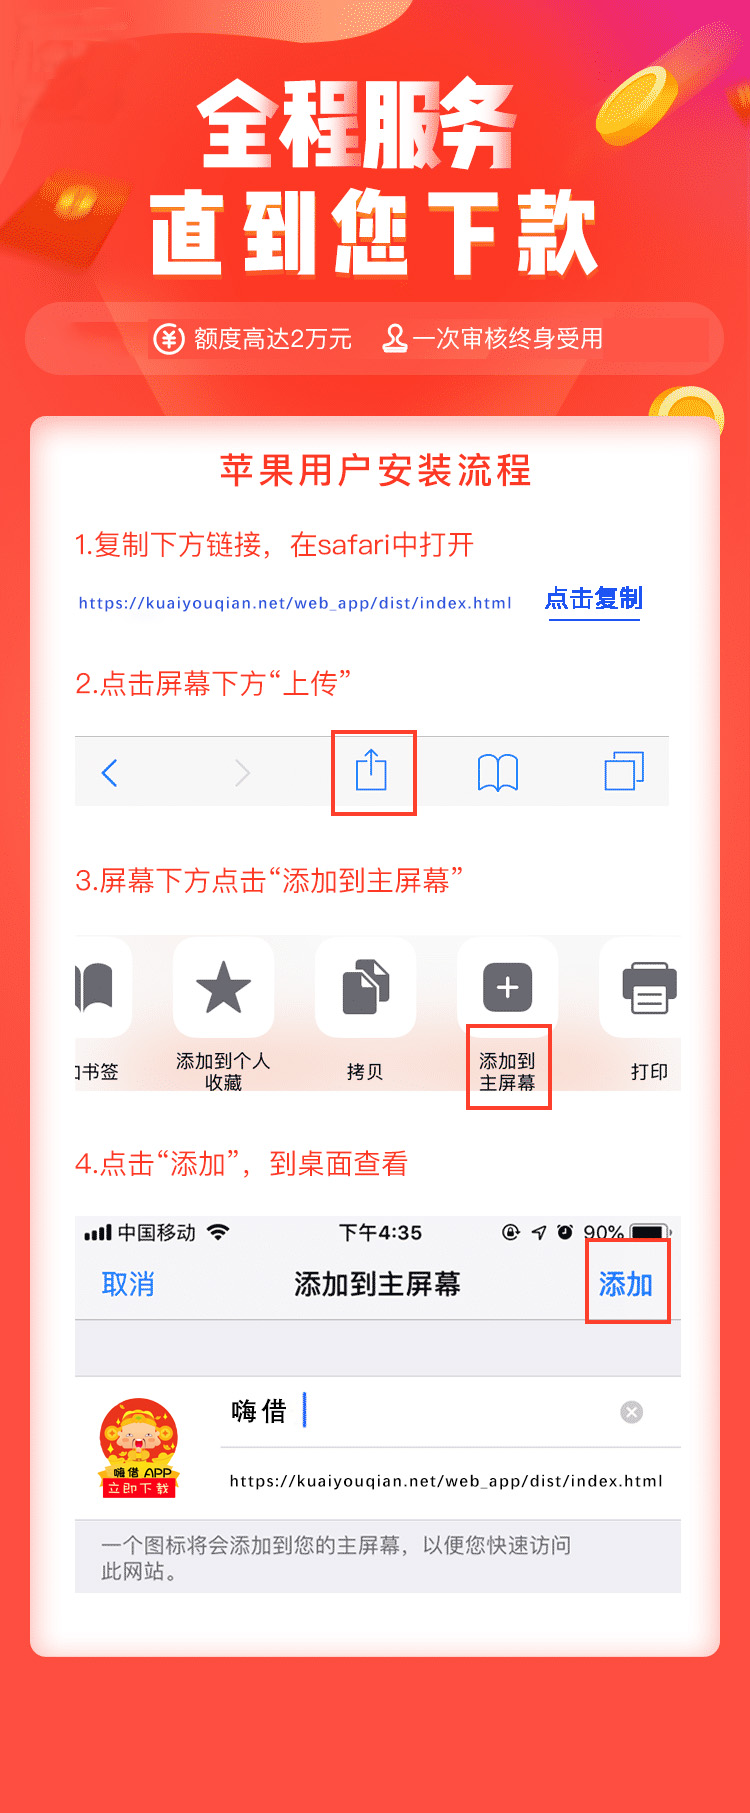 全程服务
直到您下款
额度高达2万元 一次审核终身受用
苹果用户安装流程
1.复制下方链接，在safari中打开
https://kuaiyouqian.net/web_app/dist/index.html 点击复制
2.点击屏幕下方“上传”
3.屏幕下方点击“添加到主屏幕”
书签
添加到个人
收藏
拷贝
添加到
主屏幕
打印
4.点击“添加”，到桌面查看
中国移动 下午4:35 90%
取消 添加到主屏幕 添加
嗨借
嗨借 APP
立即下载
https://kuaiyouqian.net/web_app/dist/index.html
一个图标将会添加到您的主屏幕，以便您快速访问
此网站。